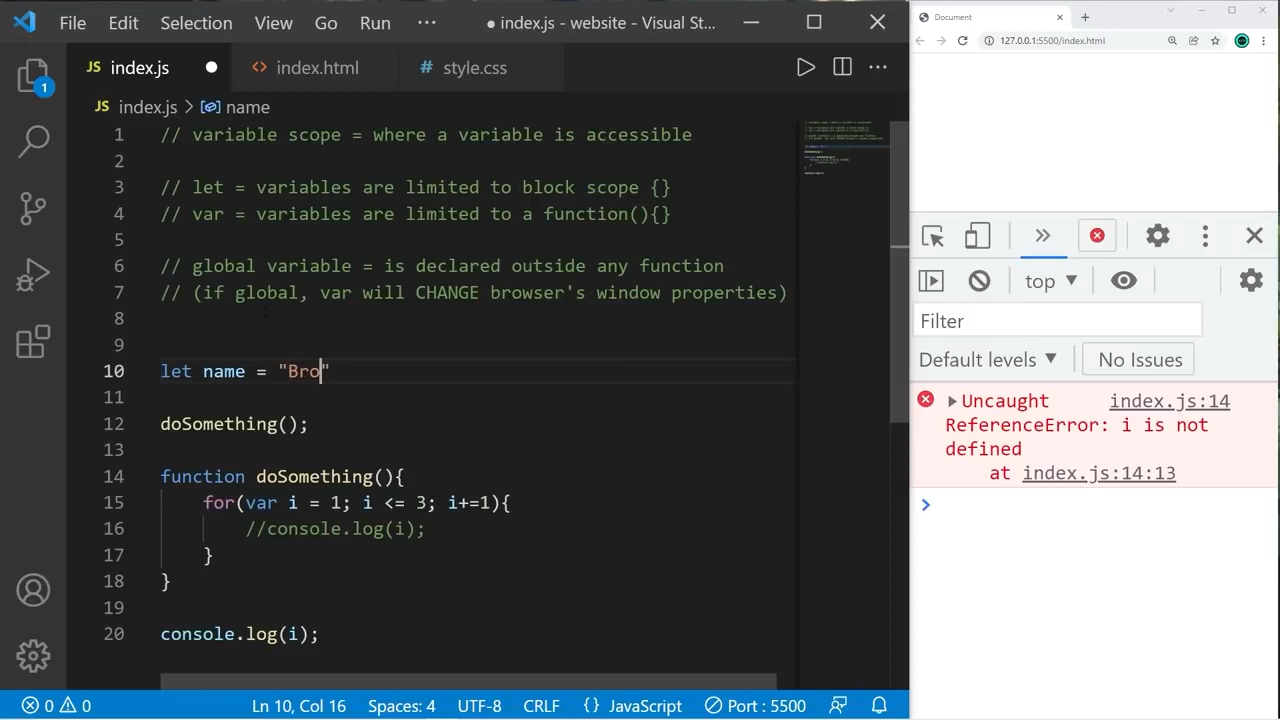 File Edit Selection View Go Run ··· ● index.js - website - Visual St...
JS index.js ● <> index.html # style.css
JS index.js > name
1 // variable scope = where a variable is accessible
2
3 // let = variables are limited to block scope {}
4 // var = variables are limited to a function(){}
5
6 // global variable = is declared outside any function
7 // (if global, var will CHANGE browser's window properties)
8
9
10 let name = "Bro"
11
12 doSomething();
13
14 function doSomething(){
15 for(var i = 1; i <= 3; i+=1){
16 //console.log(i);
17 }
18 }
19
20 console.log(i);
1
0 0 Ln 10, Col 16 Spaces: 4 UTF-8 CRLF {} JavaScript Port : 5500
Document
127.0.0.1:5500/index.html
top
Filter
Default levels No Issues
Uncaught index.js:14
ReferenceError: i is not
defined
at index.js:14:13